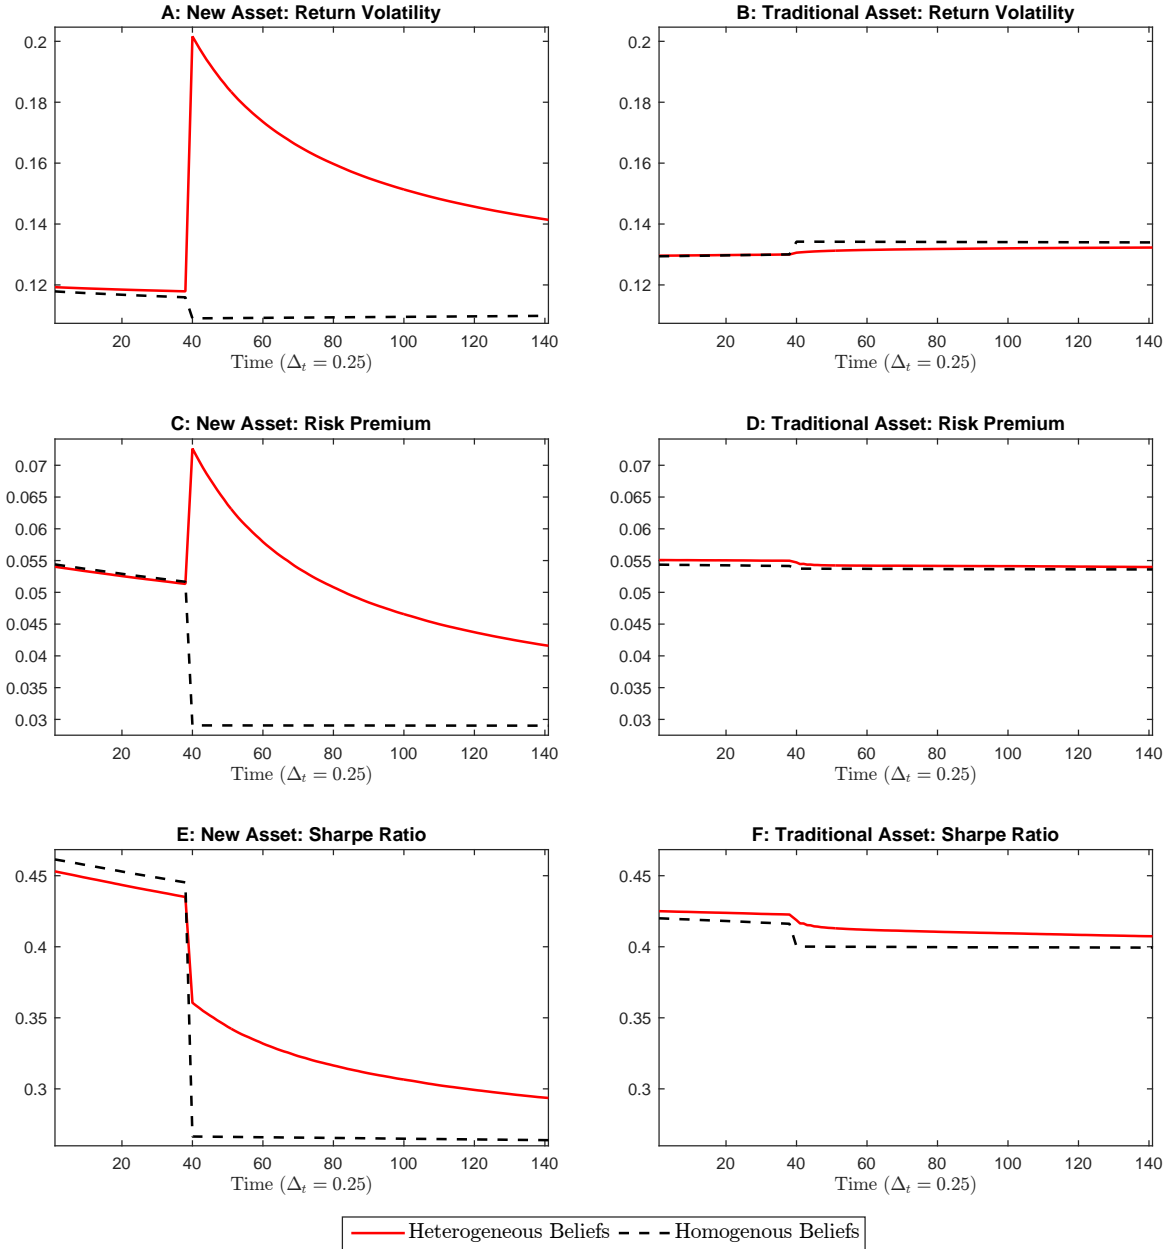 A: New Asset: Return Volatility
0.2
0.18
0.16
0.14
0.12
20 40 60 80 100 120 140
Time (Δt = 0.25)
B: Traditional Asset: Return Volatility
0.2
0.18
0.16
0.14
0.12
20 40 60 80 100 120 140
Time (Δt = 0.25)
C: New Asset: Risk Premium
0.07
0.065
0.06
0.055
0.05
0.045
0.04
0.035
0.03
20 40 60 80 100 120 140
Time (Δt = 0.25)
D: Traditional Asset: Risk Premium
0.07
0.065
0.06
0.055
0.05
0.045
0.04
0.035
0.03
20 40 60 80 100 120 140
Time (Δt = 0.25)
E: New Asset: Sharpe Ratio
0.45
0.4
0.35
0.3
20 40 60 80 100 120 140
Time (Δt = 0.25)
F: Traditional Asset: Sharpe Ratio
0.45
0.4
0.35
0.3
20 40 60 80 100 120 140
Time (Δt = 0.25)
Heterogeneous Beliefs Homogenous Beliefs